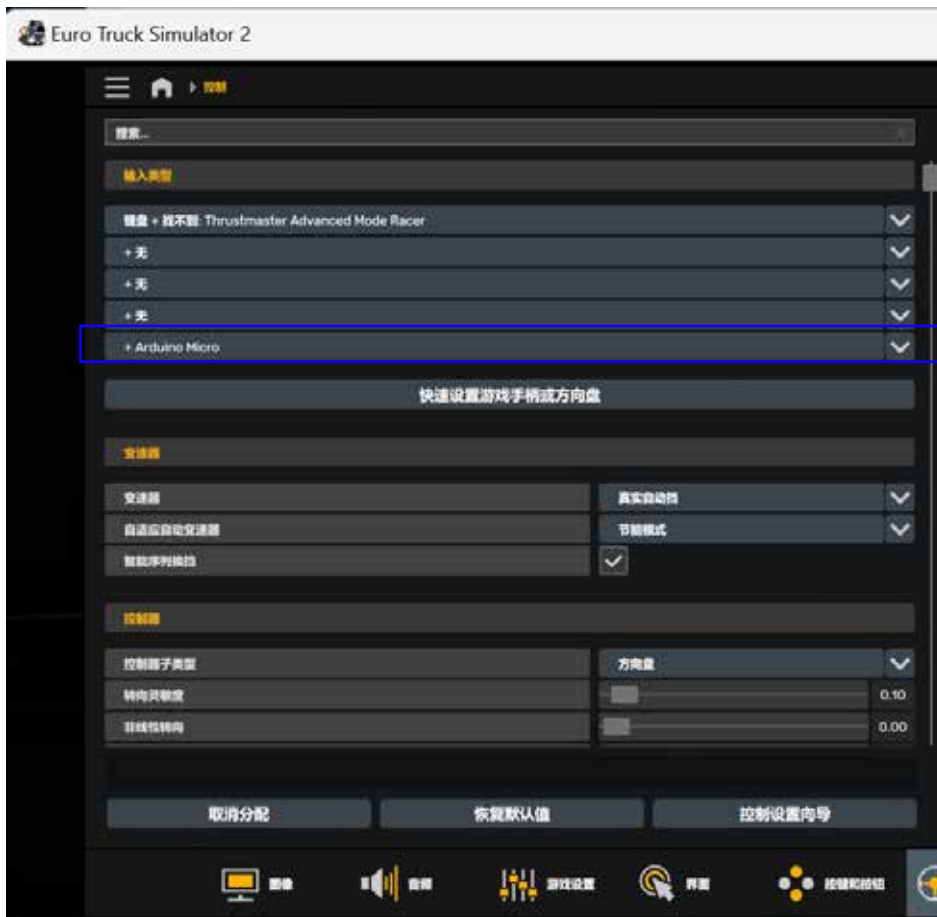 Euro Truck Simulator 2
控制
搜索...
输入类型
键盘 + 找不到: Thrustmaster Advanced Mode Racer
+ 无
+ 无
+ 无
+ Arduino Micro
快速设置游戏手柄或方向盘
变速器
变速器 真实自动挡
自适应自动变速器 节能模式
智能序列换挡
控制器
控制器子类型 方向盘
转向灵敏度 0.10
非线性转向 0.00
取消分配 恢复默认值 控制设置向导
图像 音频 游戏设置 界面 按键和按钮